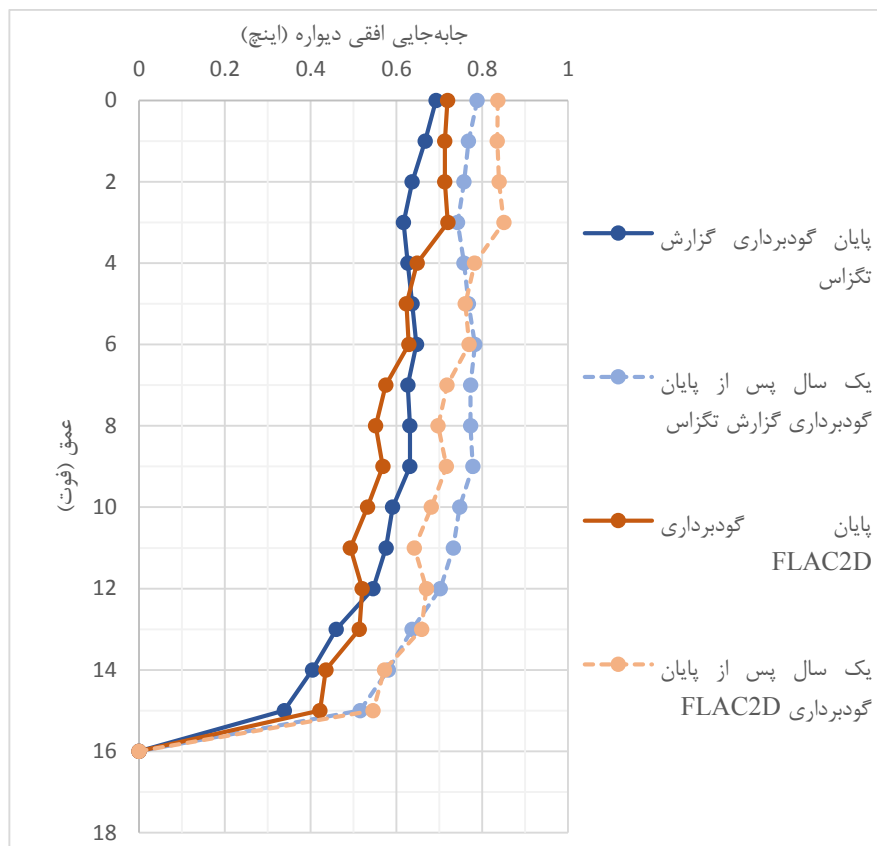 جابه‌جایی افقی دیواره (اینچ)
0 0.2 0.4 0.6 0.8 1
0
2
4
6
8
10
12
14
16
18
عمق (فوت)
پایان گودبرداری گزارش
تگزاس
یک سال پس از پایان
گودبرداری گزارش تگزاس
پایان گودبرداری
FLAC2D
یک سال پس از پایان
گودبرداری FLAC2D